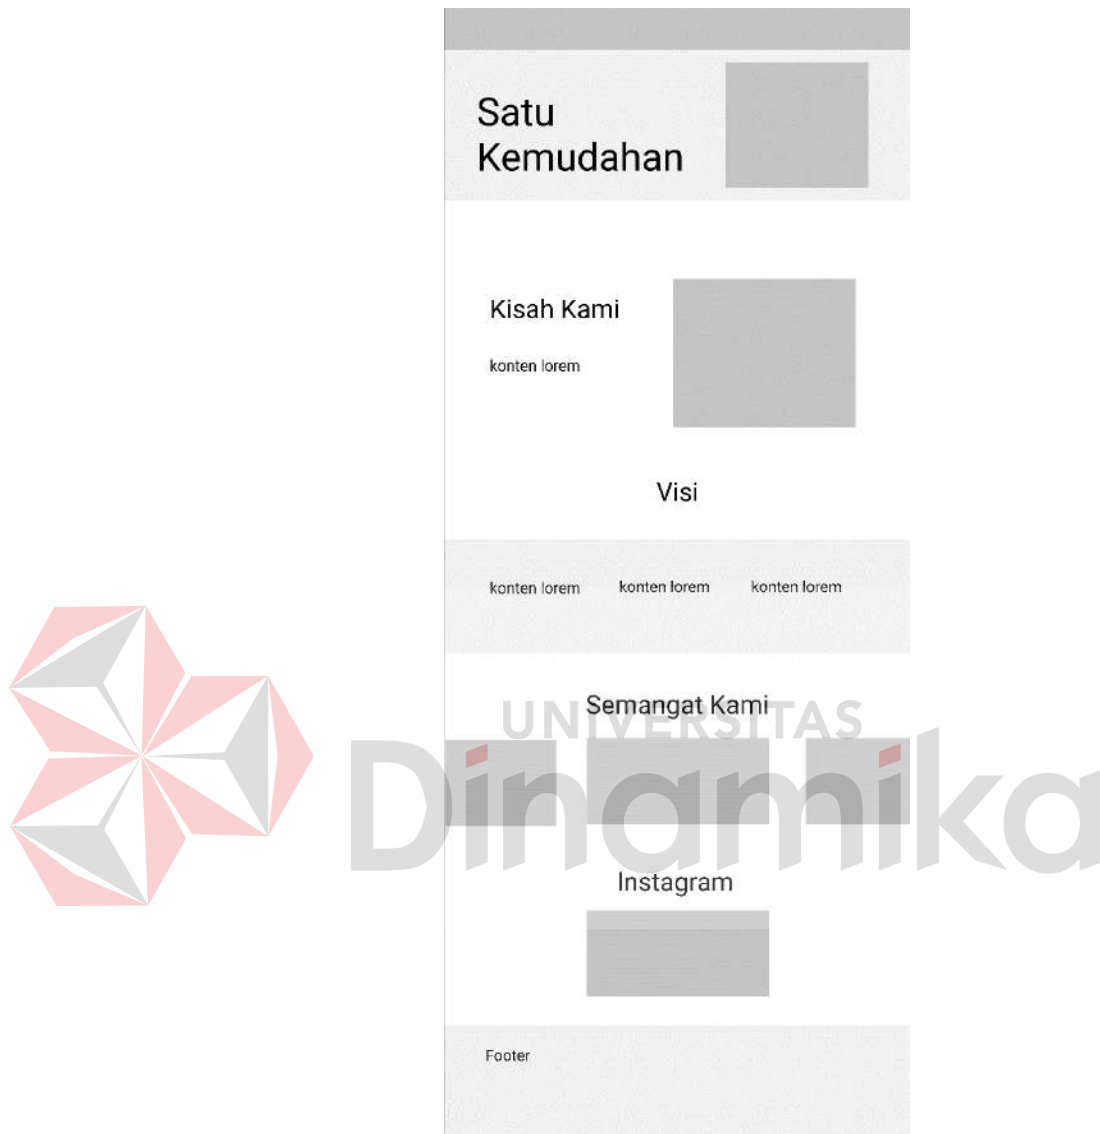 Satu
Kemudahan
Kisah Kami
konten lorem
Visi
konten lorem konten lorem konten lorem
Semangat Kami
UNIVERSITAS
Dinamika
Instagram
Footer